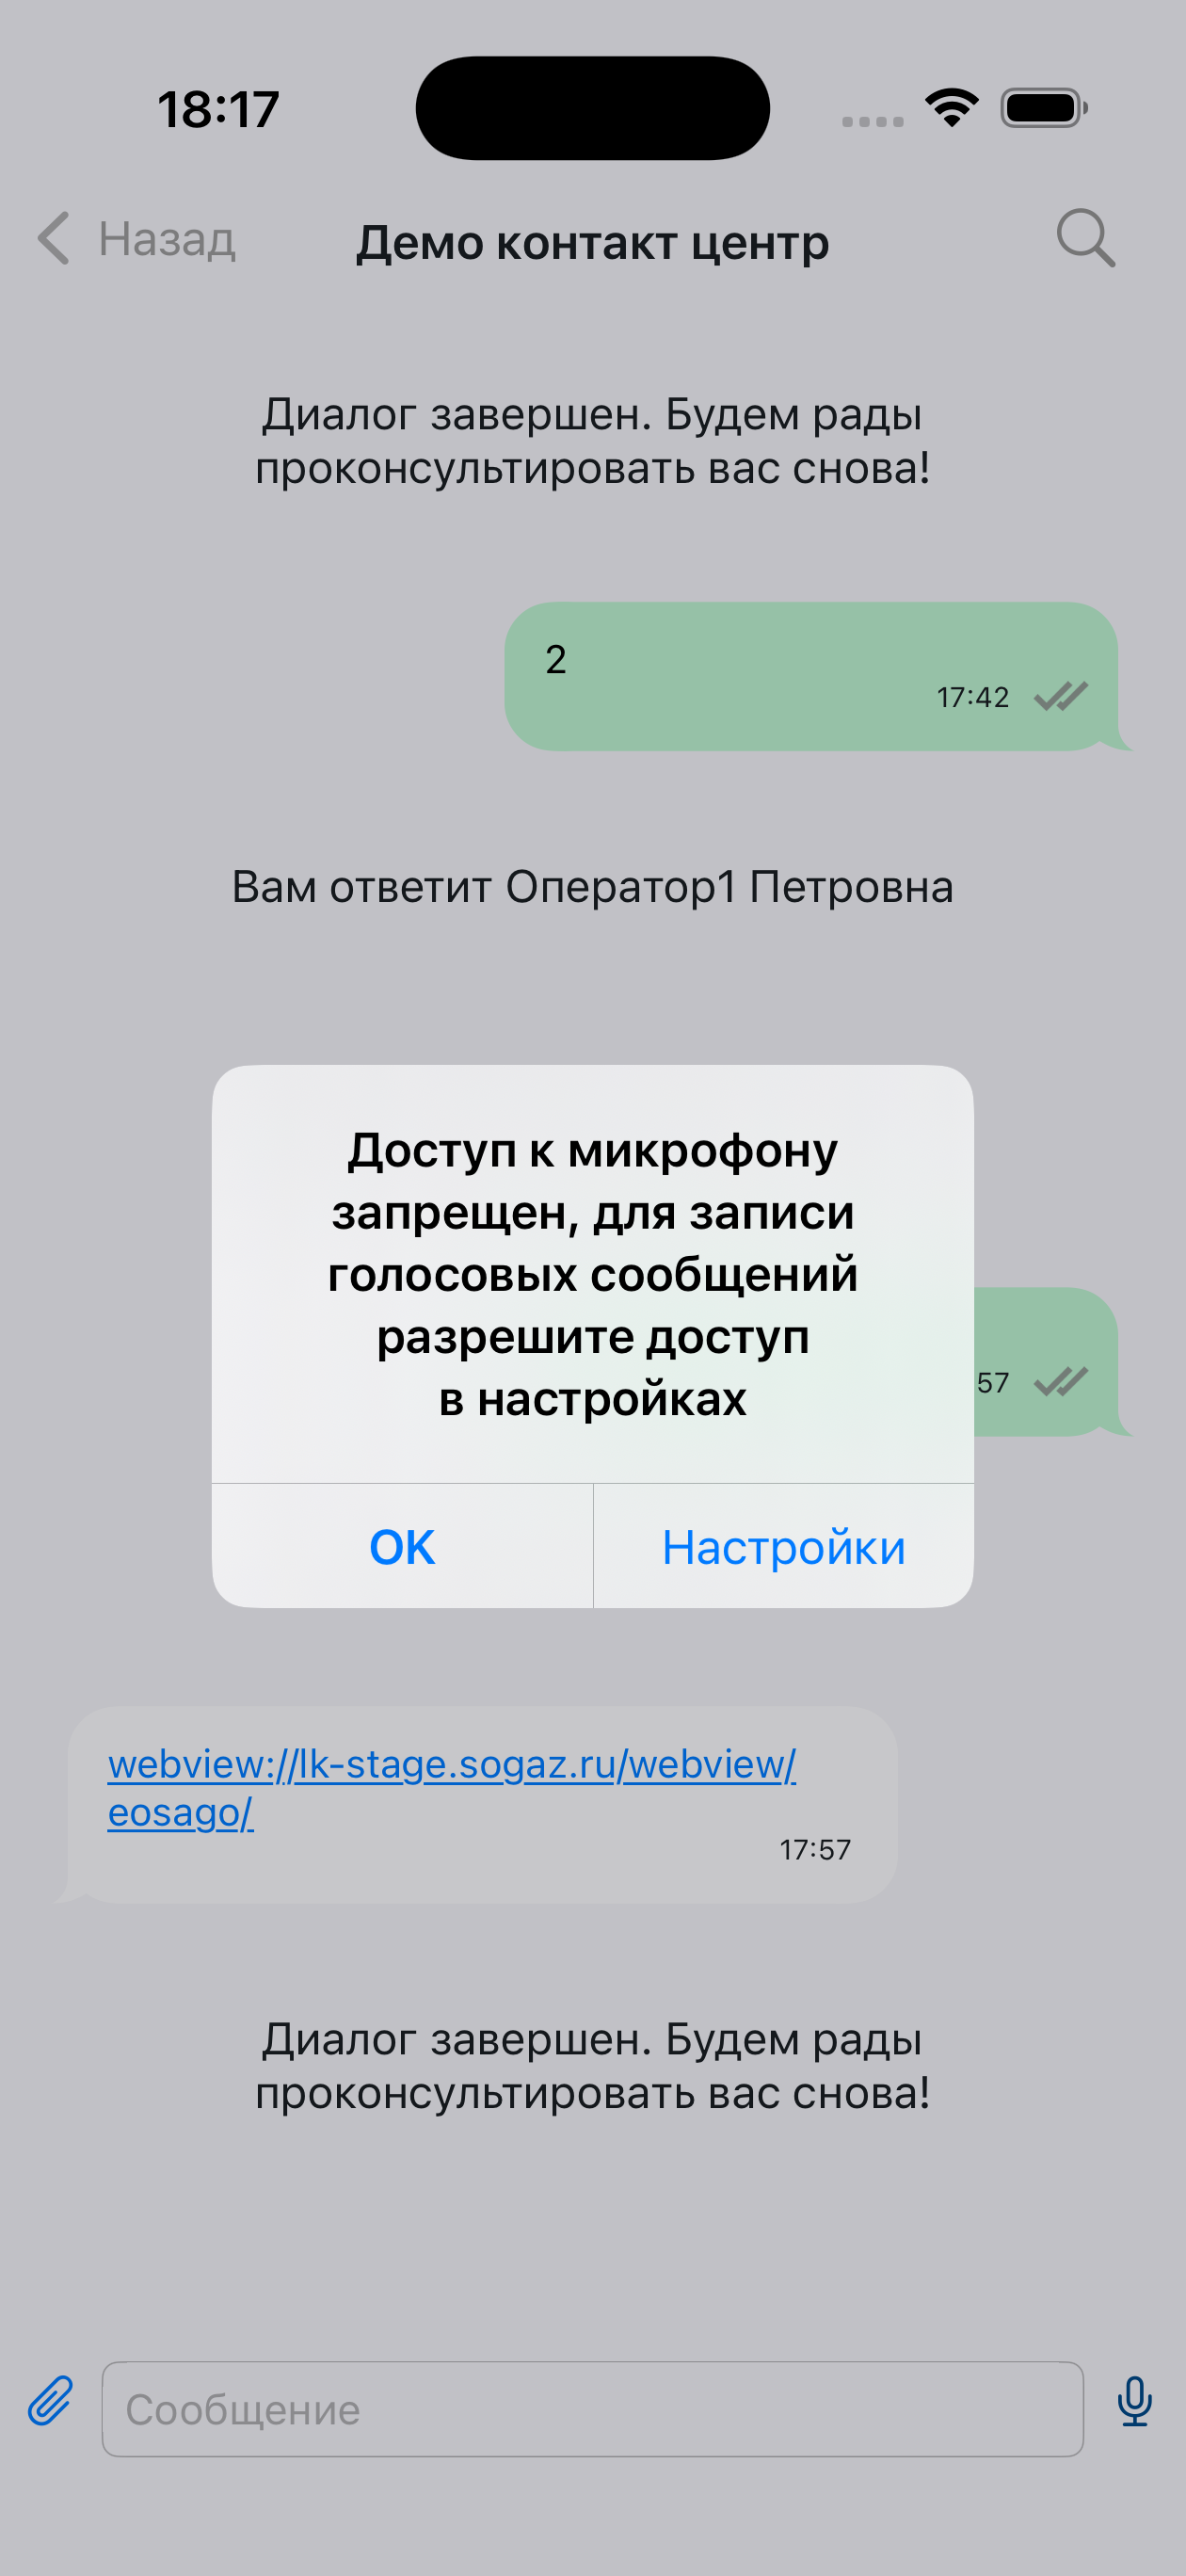 18:17
Назад
Демо контакт центр
Диалог завершен. Будем рады
проконсультировать вас снова!
2
17:42
Вам ответит Оператор1 Петровна
Доступ к микрофону
запрещен, для записи
голосовых сообщений
разрешите доступ
в настройках
57
OK
Настройки
webview://lk-stage.sogaz.ru/webview/
eosago/
17:57
Диалог завершен. Будем рады
проконсультировать вас снова!
Сообщение